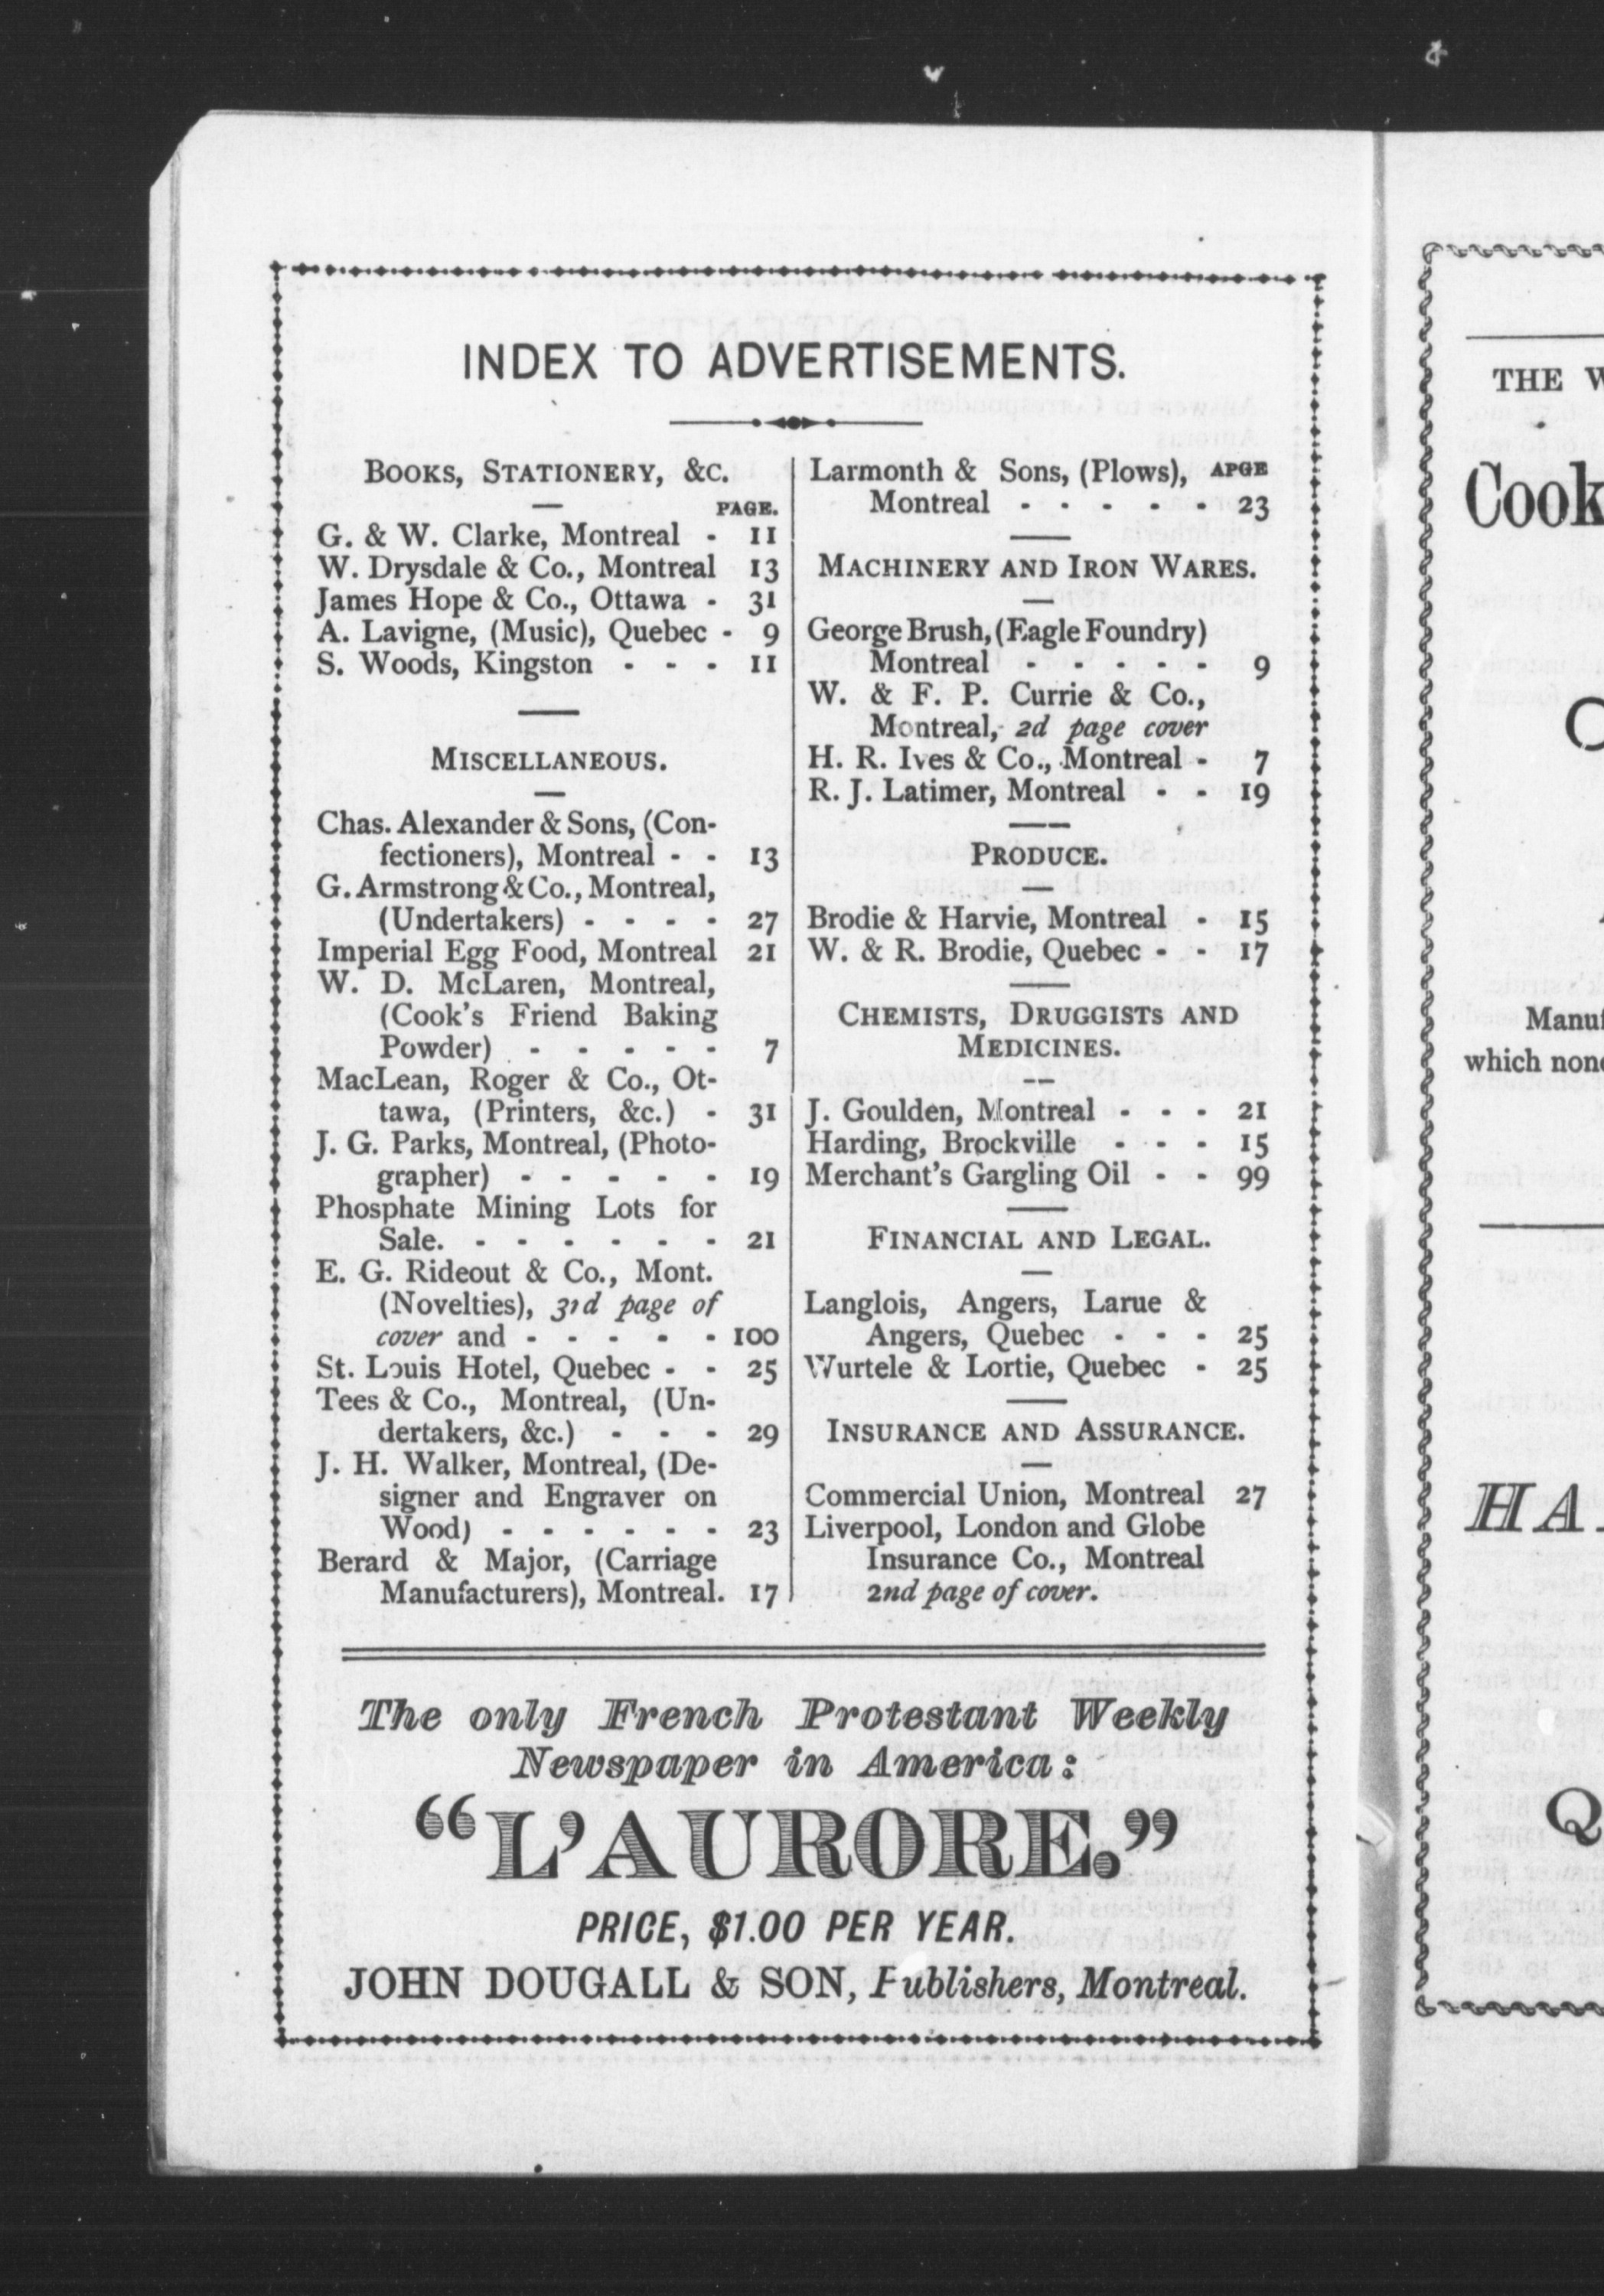 INDEX TO ADVERTISEMENTS.
BOOKS, STATIONERY, &C.
PAGE.
G. & W. Clarke, Montreal - 11
W. Drysdale & Co., Montreal 13
James Hope & Co., Ottawa - 31
A. Lavigne, (Music), Quebec - 9
S. Woods, Kingston - - - 11
MISCELLANEOUS.
Chas. Alexander & Sons, (Con-
fectioners), Montreal - - 13
G. Armstrong & Co., Montreal,
(Undertakers) - - - - 27
Imperial Egg Food, Montreal 21
W. D. McLaren, Montreal,
(Cook's Friend Baking
Powder) - - - - - 7
MacLean, Roger & Co., Ot-
tawa, (Printers, &c.) - 31
J. G. Parks, Montreal, (Photo-
grapher) - - - - - 19
Phosphate Mining Lots for
Sale. - - - - - - 21
E. G. Rideout & Co., Mont.
(Novelties), 3rd page of
cover and - - - - - 100
St. Louis Hotel, Quebec - - 25
Tees & Co., Montreal, (Un-
dertakers, &c.) - - - 29
J. H. Walker, Montreal, (De-
signer and Engraver on
Wood) - - - - - - 23
Berard & Major, (Carriage
Manufacturers), Montreal. 17
Larmonth & Sons, (Plows), APGE
Montreal - - - - - 23
MACHINERY AND IRON WARES.
George Brush, (Eagle Foundry)
Montreal - - - - - 9
W. & F. P. Currie & Co.,
Montreal, 2d page cover
H. R. Ives & Co., Montreal - 7
R. J. Latimer, Montreal - - 19
PRODUCE.
Brodie & Harvie, Montreal - 15
W. & R. Brodie, Quebec - - 17
CHEMISTS, DRUGGISTS AND
MEDICINES.
J. Goulden, Montreal - - - 21
Harding, Brockville - - - 15
Merchant's Gargling Oil - - 99
FINANCIAL AND LEGAL.
Langlois, Angers, Larue &
Angers, Quebec - - - 25
Wurtele & Lortie, Quebec - 25
INSURANCE AND ASSURANCE.
Commercial Union, Montreal 27
Liverpool, London and Globe
Insurance Co., Montreal
2nd page of cover.
The only French Protestant Weekly
Newspaper in America:
"L'AURORE."
PRICE, $1.00 PER YEAR.
JOHN DOUGALL & SON, Publishers, Montreal.
THE
Cook
which